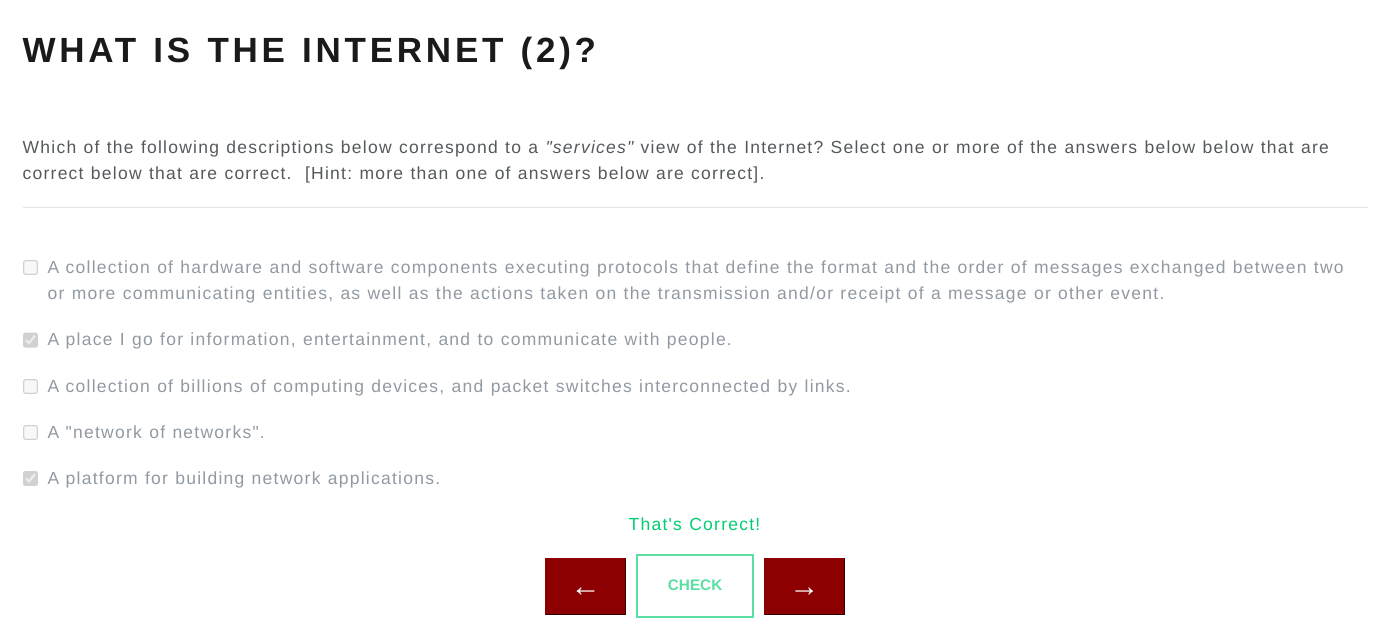 WHAT IS THE INTERNET (2)?
Which of the following descriptions below correspond to a "services" view of the Internet? Select one or more of the answers below below that are
correct below that are correct.  [Hint: more than one of answers below are correct].
A collection of hardware and software components executing protocols that define the format and the order of messages exchanged between two
or more communicating entities, as well as the actions taken on the transmission and/or receipt of a message or other event.
A place I go for information, entertainment, and to communicate with people.
A collection of billions of computing devices, and packet switches interconnected by links.
A "network of networks".
A platform for building network applications.
That's Correct!
← CHECK →